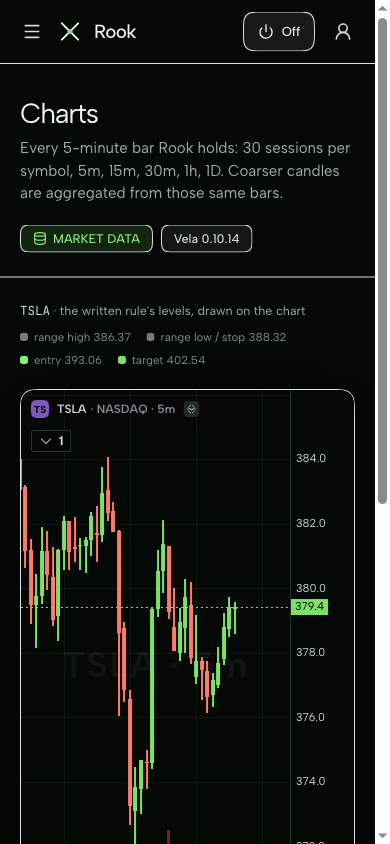 Rook
Off
Charts
Every 5-minute bar Rook holds: 30 sessions per
symbol, 5m, 15m, 30m, 1h, 1D. Coarser candles
are aggregated from those same bars.
MARKET DATA
Vela 0.10.14
TSLA · the written rule's levels, drawn on the chart
range high 386.37
range low / stop 388.32
entry 393.06
target 402.54
TS
TSLA · NASDAQ · 5m
1
384.0
382.0
380.0
379.4
378.0
TSLA · 5m
376.0
374.0